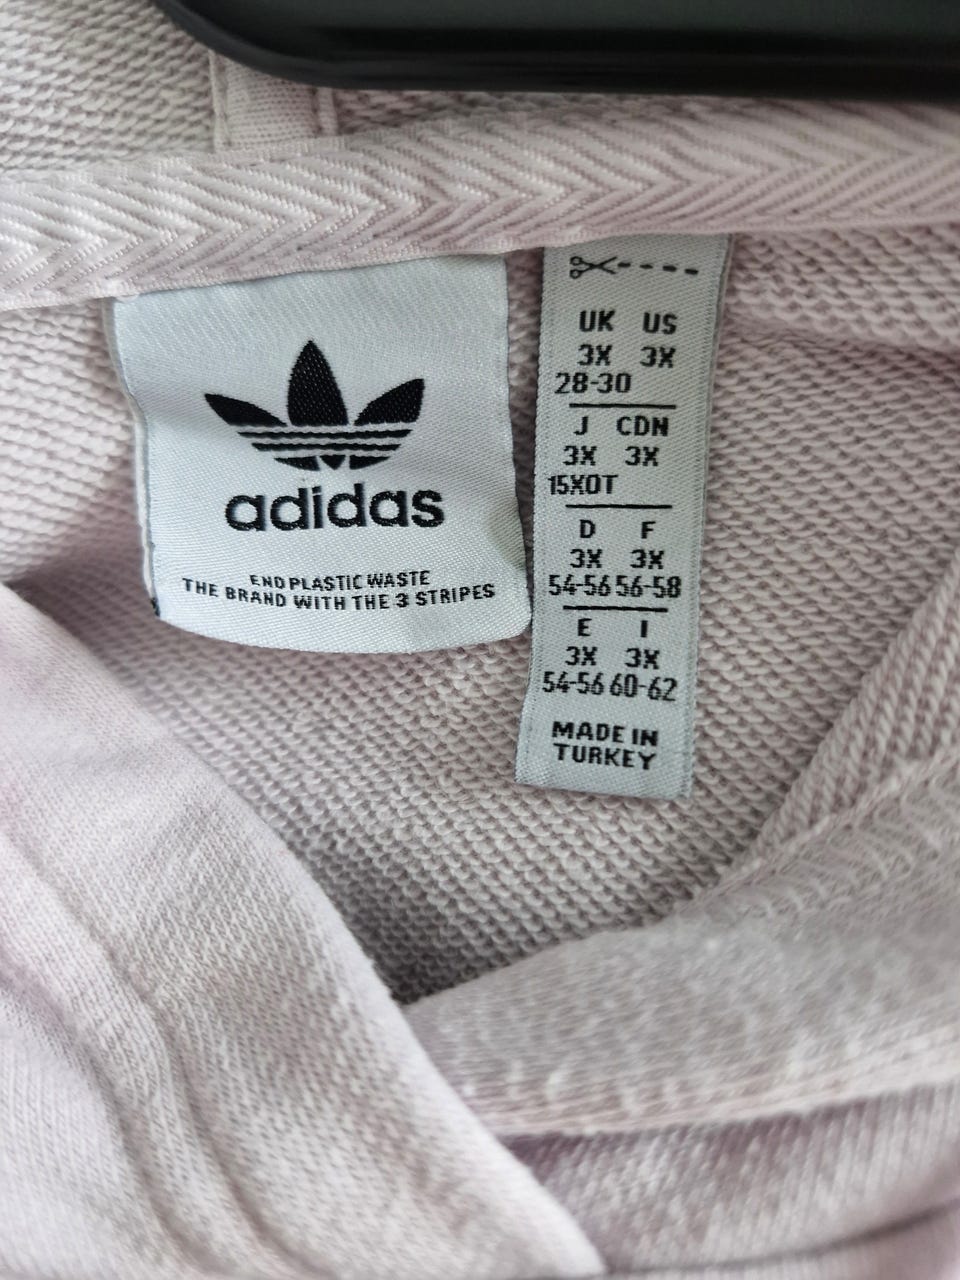 adidas
END PLASTIC WASTE
THE BRAND WITH THE 3 STRIPES
UK US
3X 3X
28-30
J CDN
3X 3X
15XOT
D F
3X 3X
54-56 56-58
E I
3X 3X
54-56 60-62
MADE IN
TURKEY